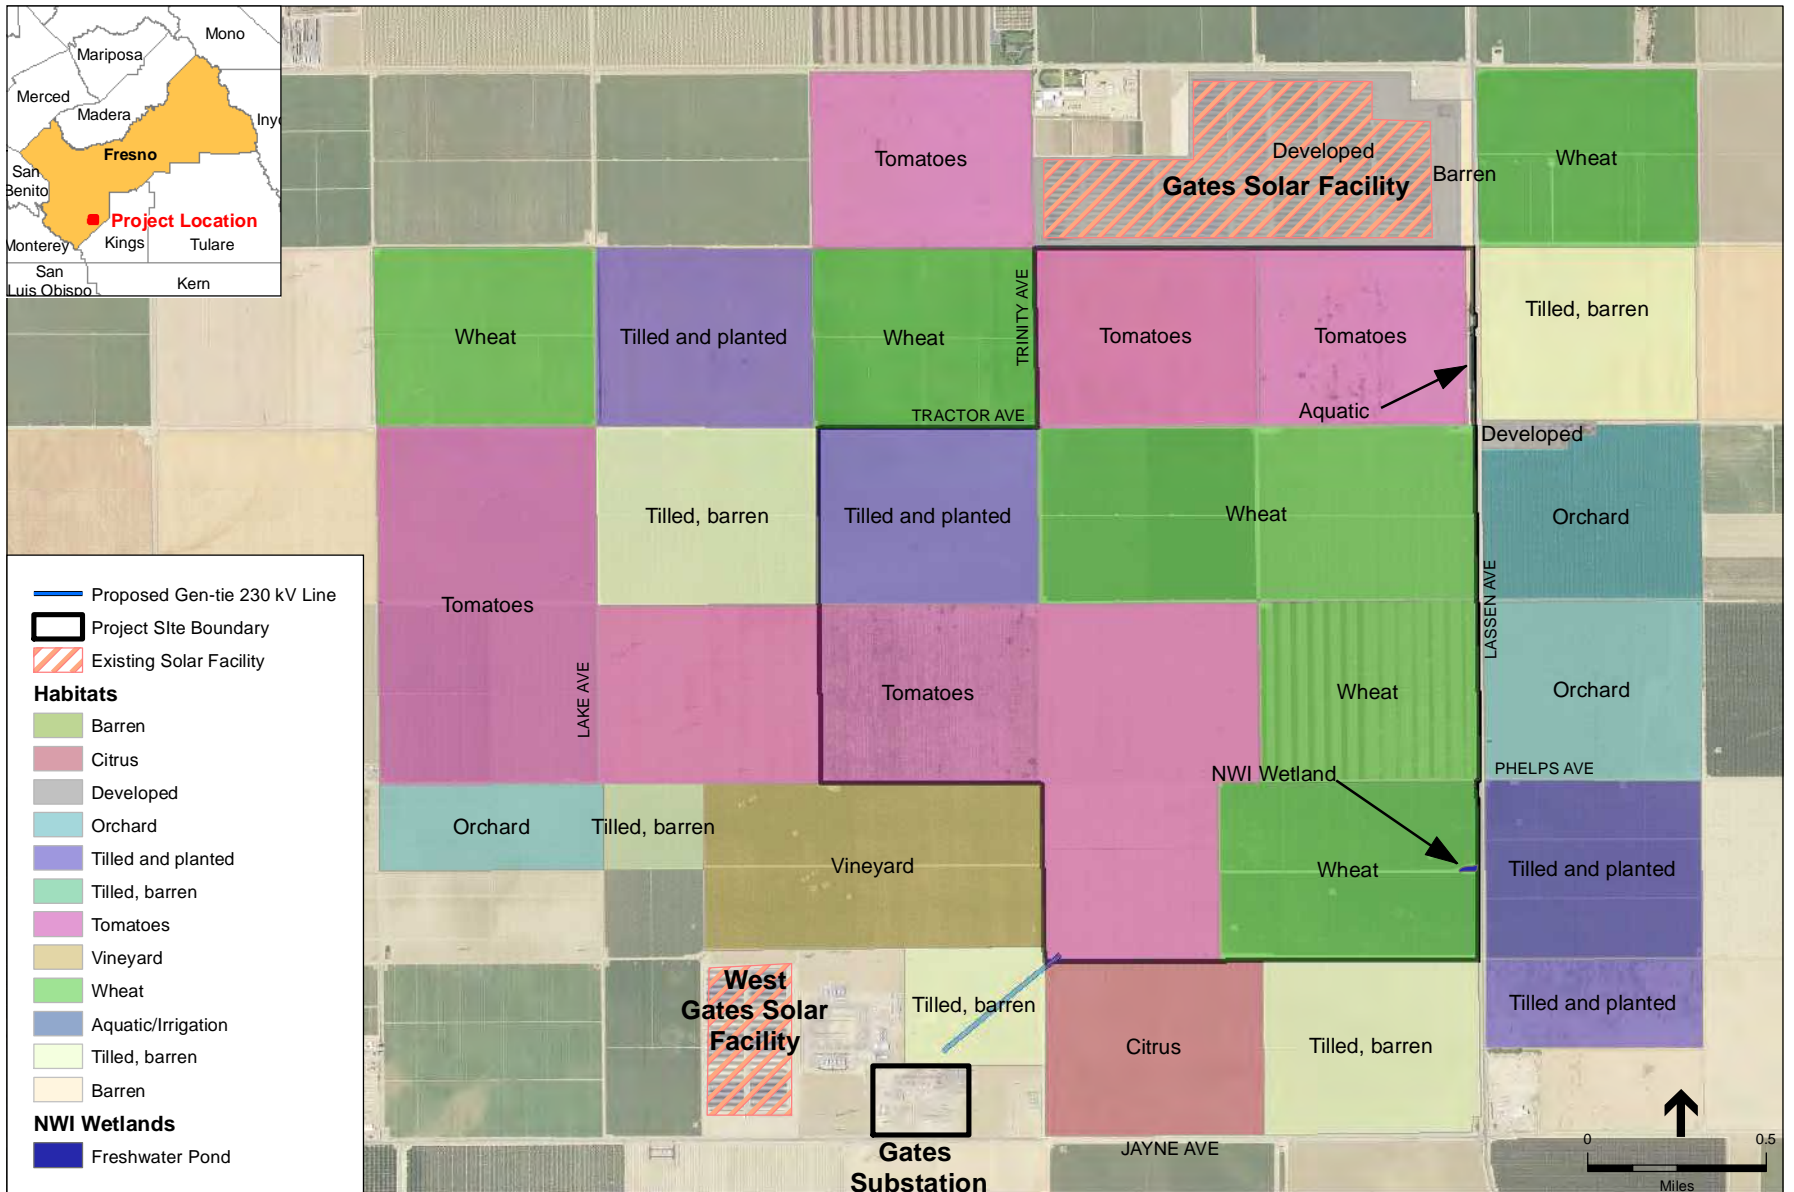 Mono
Mariposa
Merced
Madera
Fresno
San
Benito
Project Location
Monterey
Kings
Tulare
San
Luis Obispo
Kern
Tomatoes
Developed
Gates Solar Facility
Barren
Wheat
Wheat
Tilled and planted
Wheat
TRINITY AVE
Tomatoes
Tomatoes
Tilled, barren
Aquatic
TRACTOR AVE
Developed
Tomatoes
Tilled, barren
Tilled and planted
Wheat
Orchard
LASSEN AVE
LAKE AVE
Tomatoes
Wheat
Orchard
NWI Wetland
PHELPS AVE
Orchard
Tilled, barren
Vineyard
Wheat
Tilled and planted
West
Gates Solar
Facility
Tilled, barren
Citrus
Tilled, barren
Tilled and planted
Gates
Substation
JAYNE AVE
0
0.5
Miles
Proposed Gen-tie 230 kV Line
Project SIte Boundary
Existing Solar Facility
Habitats
Barren
Citrus
Developed
Orchard
Tilled and planted
Tilled, barren
Tomatoes
Vineyard
Wheat
Aquatic/Irrigation
Tilled, barren
Barren
NWI Wetlands
Freshwater Pond